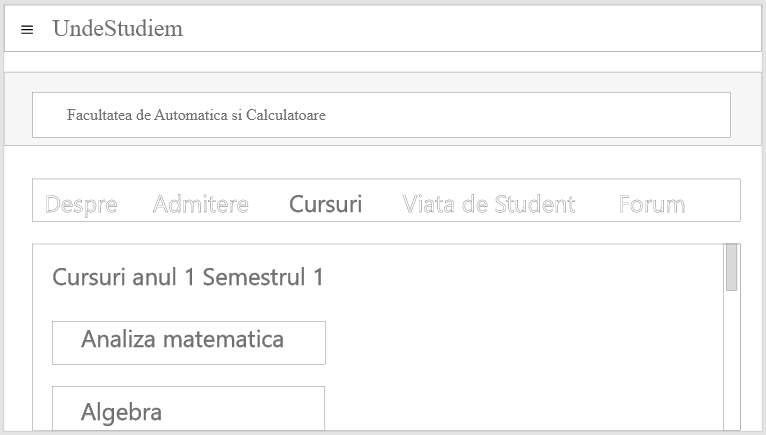 UndeStudiem
Facultatea de Automatica si Calculatoare
Despre Admitere Cursuri Viata de Student Forum
Cursuri anul 1 Semestrul 1
Analiza matematica
Algebra